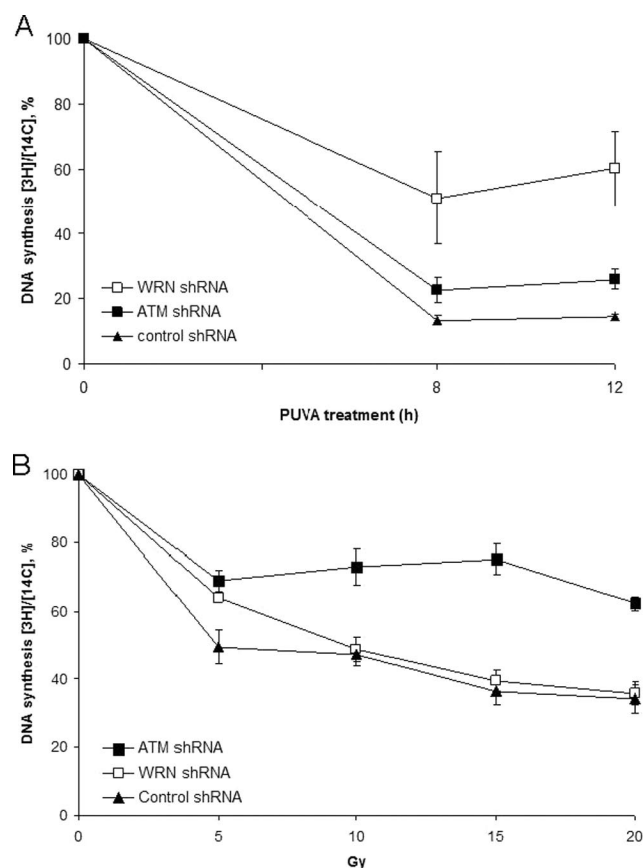 A
DNA synthesis [3H]/[14C], %
100
80
60
40
20
0
WRN shRNA
ATM shRNA
control shRNA
0
8
12
PUVA treatment (h)
B
DNA synthesis [3H]/[14C], %
100
80
60
40
20
0
ATM shRNA
WRN shRNA
Control shRNA
0
5
10
15
20
Gy